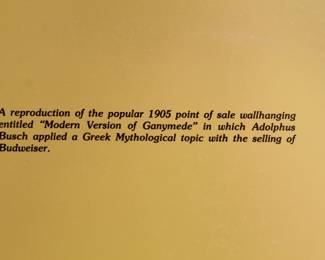 A reproduction of the popular 1905 point of sale wallhanging
entitled "Modern Version of Ganymede" in which Adolphus
Busch applied a Greek Mythological topic with the selling of
Budweiser.